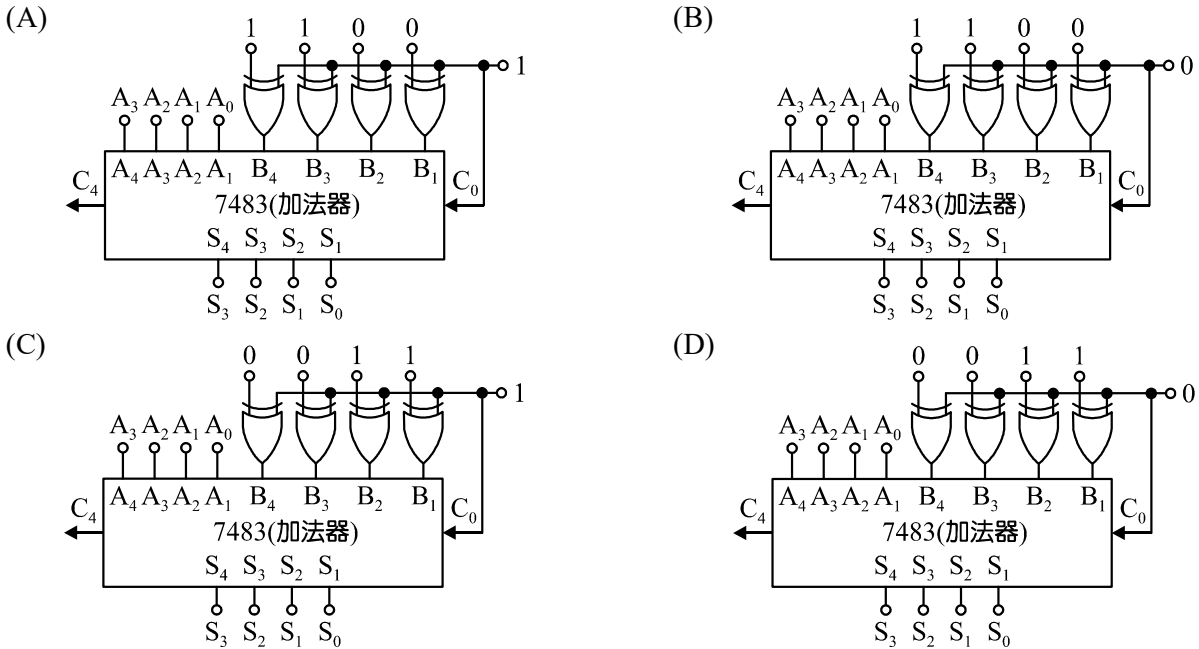 (A)
1 1 0 0
1
A₃ A₂ A₁ A₀
A₄ A₃ A₂ A₁ B₄ B₃ B₂ B₁
C₄ C₀
7483(加法器)
S₄ S₃ S₂ S₁
S₃ S₂ S₁ S₀
(B)
1 1 0 0
0
A₃ A₂ A₁ A₀
A₄ A₃ A₂ A₁ B₄ B₃ B₂ B₁
C₄ C₀
7483(加法器)
S₄ S₃ S₂ S₁
S₃ S₂ S₁ S₀
(C)
0 0 1 1
1
A₃ A₂ A₁ A₀
A₄ A₃ A₂ A₁ B₄ B₃ B₂ B₁
C₄ C₀
7483(加法器)
S₄ S₃ S₂ S₁
S₃ S₂ S₁ S₀
(D)
0 0 1 1
0
A₃ A₂ A₁ A₀
A₄ A₃ A₂ A₁ B₄ B₃ B₂ B₁
C₄ C₀
7483(加法器)
S₄ S₃ S₂ S₁
S₃ S₂ S₁ S₀